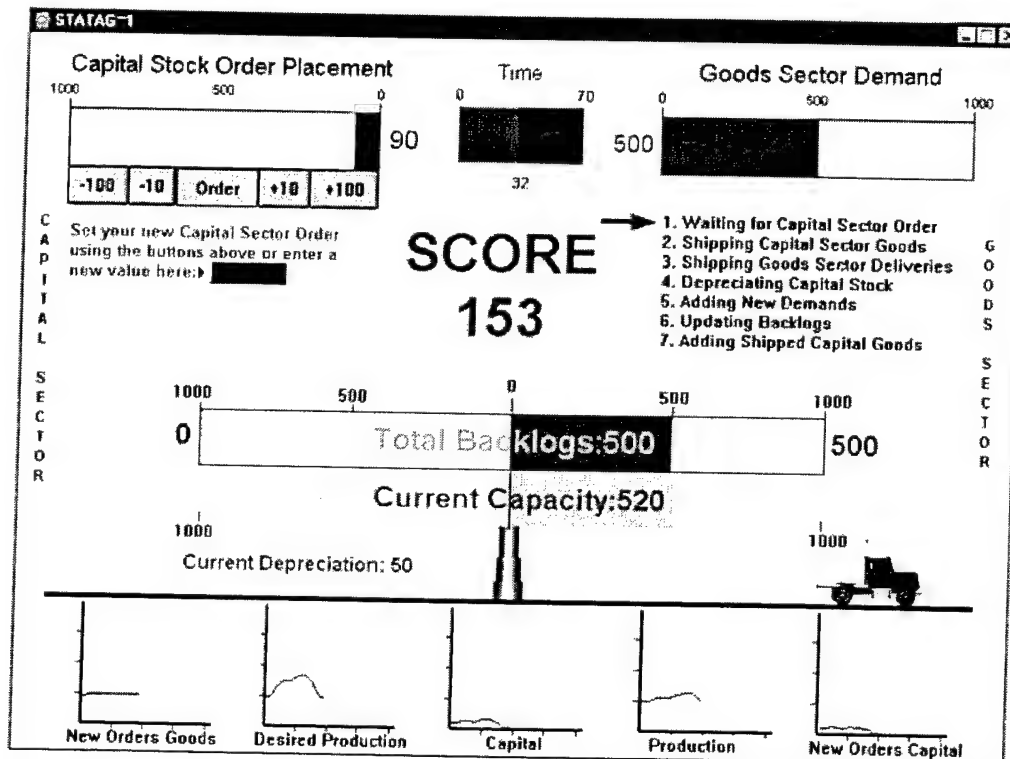 STATAG~1
Capital Stock Order Placement
1000 500 0
90
-100 -10 Order +10 +100
Set your new Capital Sector Order
using the buttons above or enter a
new value here:
Time
0 70
32
Goods Sector Demand
0 500 1000
500
SCORE
153
1. Waiting for Capital Sector Order
2. Shipping Capital Sector Goods
3. Shipping Goods Sector Deliveries
4. Depreciating Capital Stock
5. Adding New Demands
6. Updating Backlogs
7. Adding Shipped Capital Goods
CAPITAL SECTOR
GOODS SECTOR
1000 500 0 500 1000
0 Total Backlogs:500 500
Current Capacity:520
1000 1000
Current Depreciation: 50
New Orders Goods
Desired Production
Capital
Production
New Orders Capital